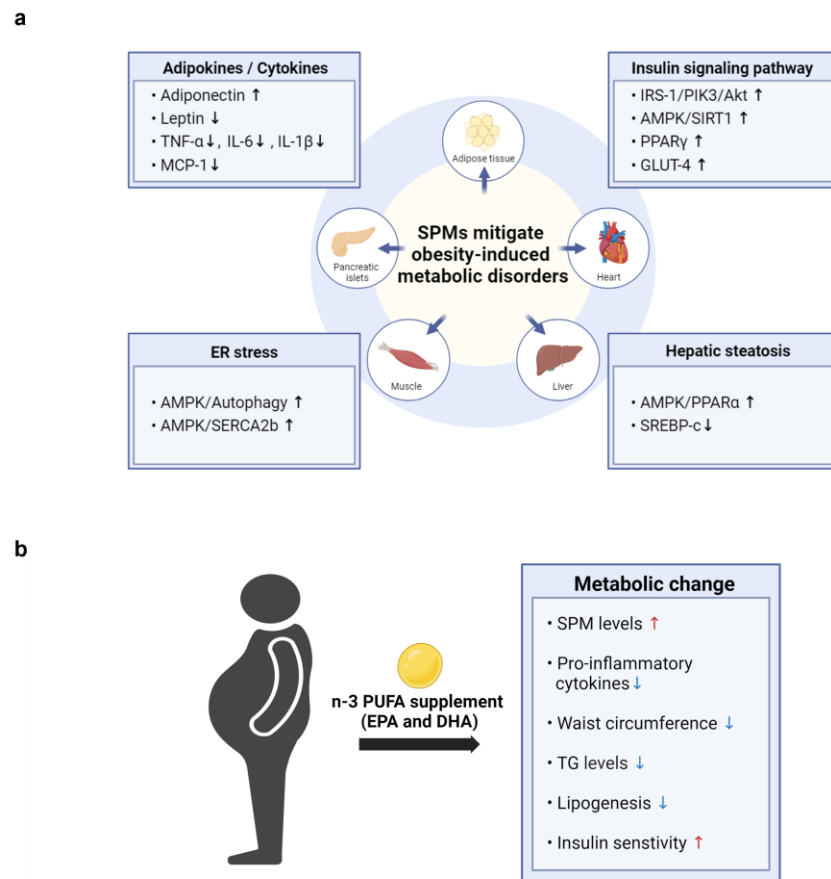 a
Adipokines / Cytokines
• Adiponectin ↑
• Leptin ↓
• TNF-α↓, IL-6↓ , IL-1β↓
• MCP-1↓
Insulin signaling pathway
• IRS-1/PIK3/Akt ↑
• AMPK/SIRT1 ↑
• PPARγ ↑
• GLUT-4 ↑
Adipose tissue
Pancreatic
islets
SPMs mitigate
obesity-induced
metabolic disorders
Heart
Muscle
Liver
ER stress
• AMPK/Autophagy ↑
• AMPK/SERCA2b ↑
Hepatic steatosis
• AMPK/PPARα ↑
• SREBP-c↓
b
n-3 PUFA supplement
(EPA and DHA)
Metabolic change
• SPM levels ↑
• Pro-inflammatory
cytokines↓
• Waist circumference ↓
• TG levels ↓
• Lipogenesis ↓
• Insulin senstivity ↑